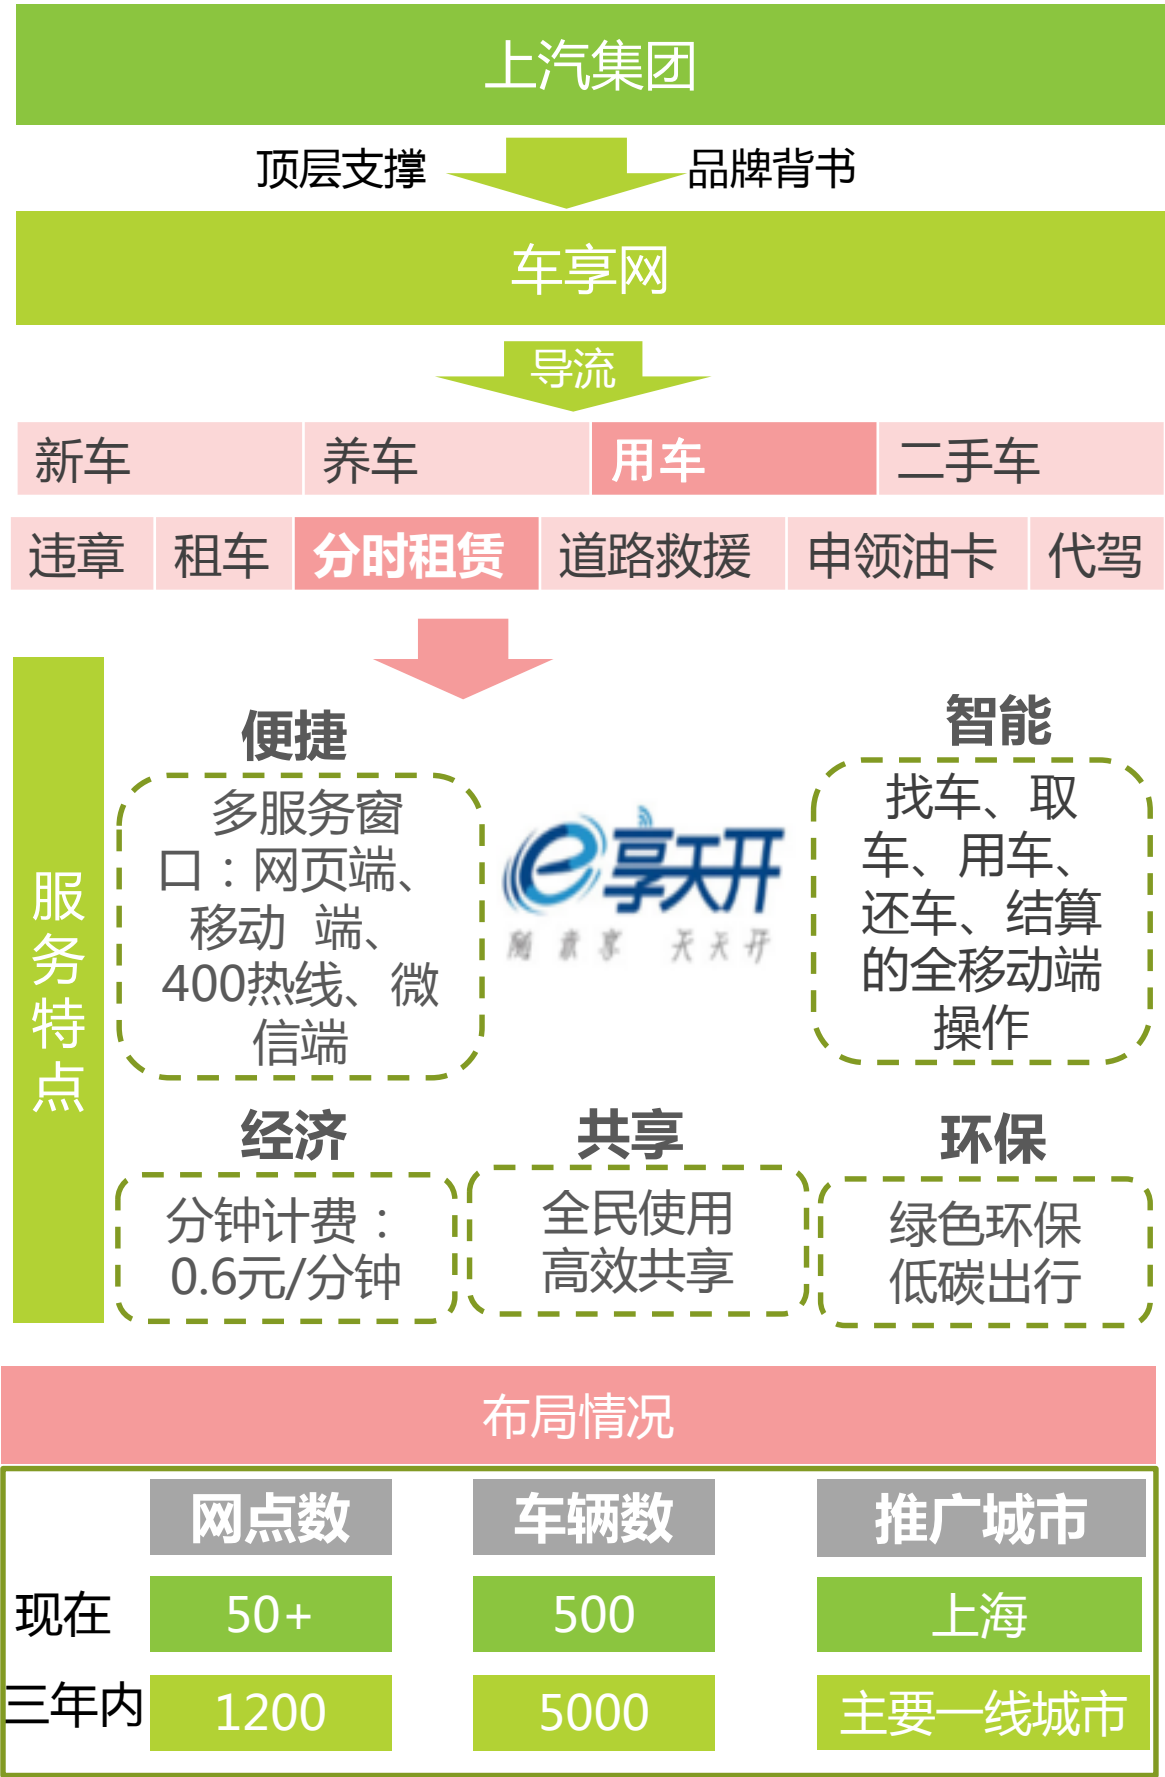 上汽集团
顶层支撑 品牌背书
车享网
导流
新车 养车 用车 二手车
违章 租车 分时租赁 道路救援 申领油卡 代驾
服务特点
便捷
多服务窗
口：网页端、
移动 端、
400热线、微
信端
e享天开
随意享 天天开
智能
找车、取
车、用车、
还车、结算
的全移动端
操作
经济
分钟计费：
0.6元/分钟
共享
全民使用
高效共享
环保
绿色环保
低碳出行
布局情况
网点数 车辆数 推广城市
现在 50+ 500 上海
三年内 1200 5000 主要一线城市